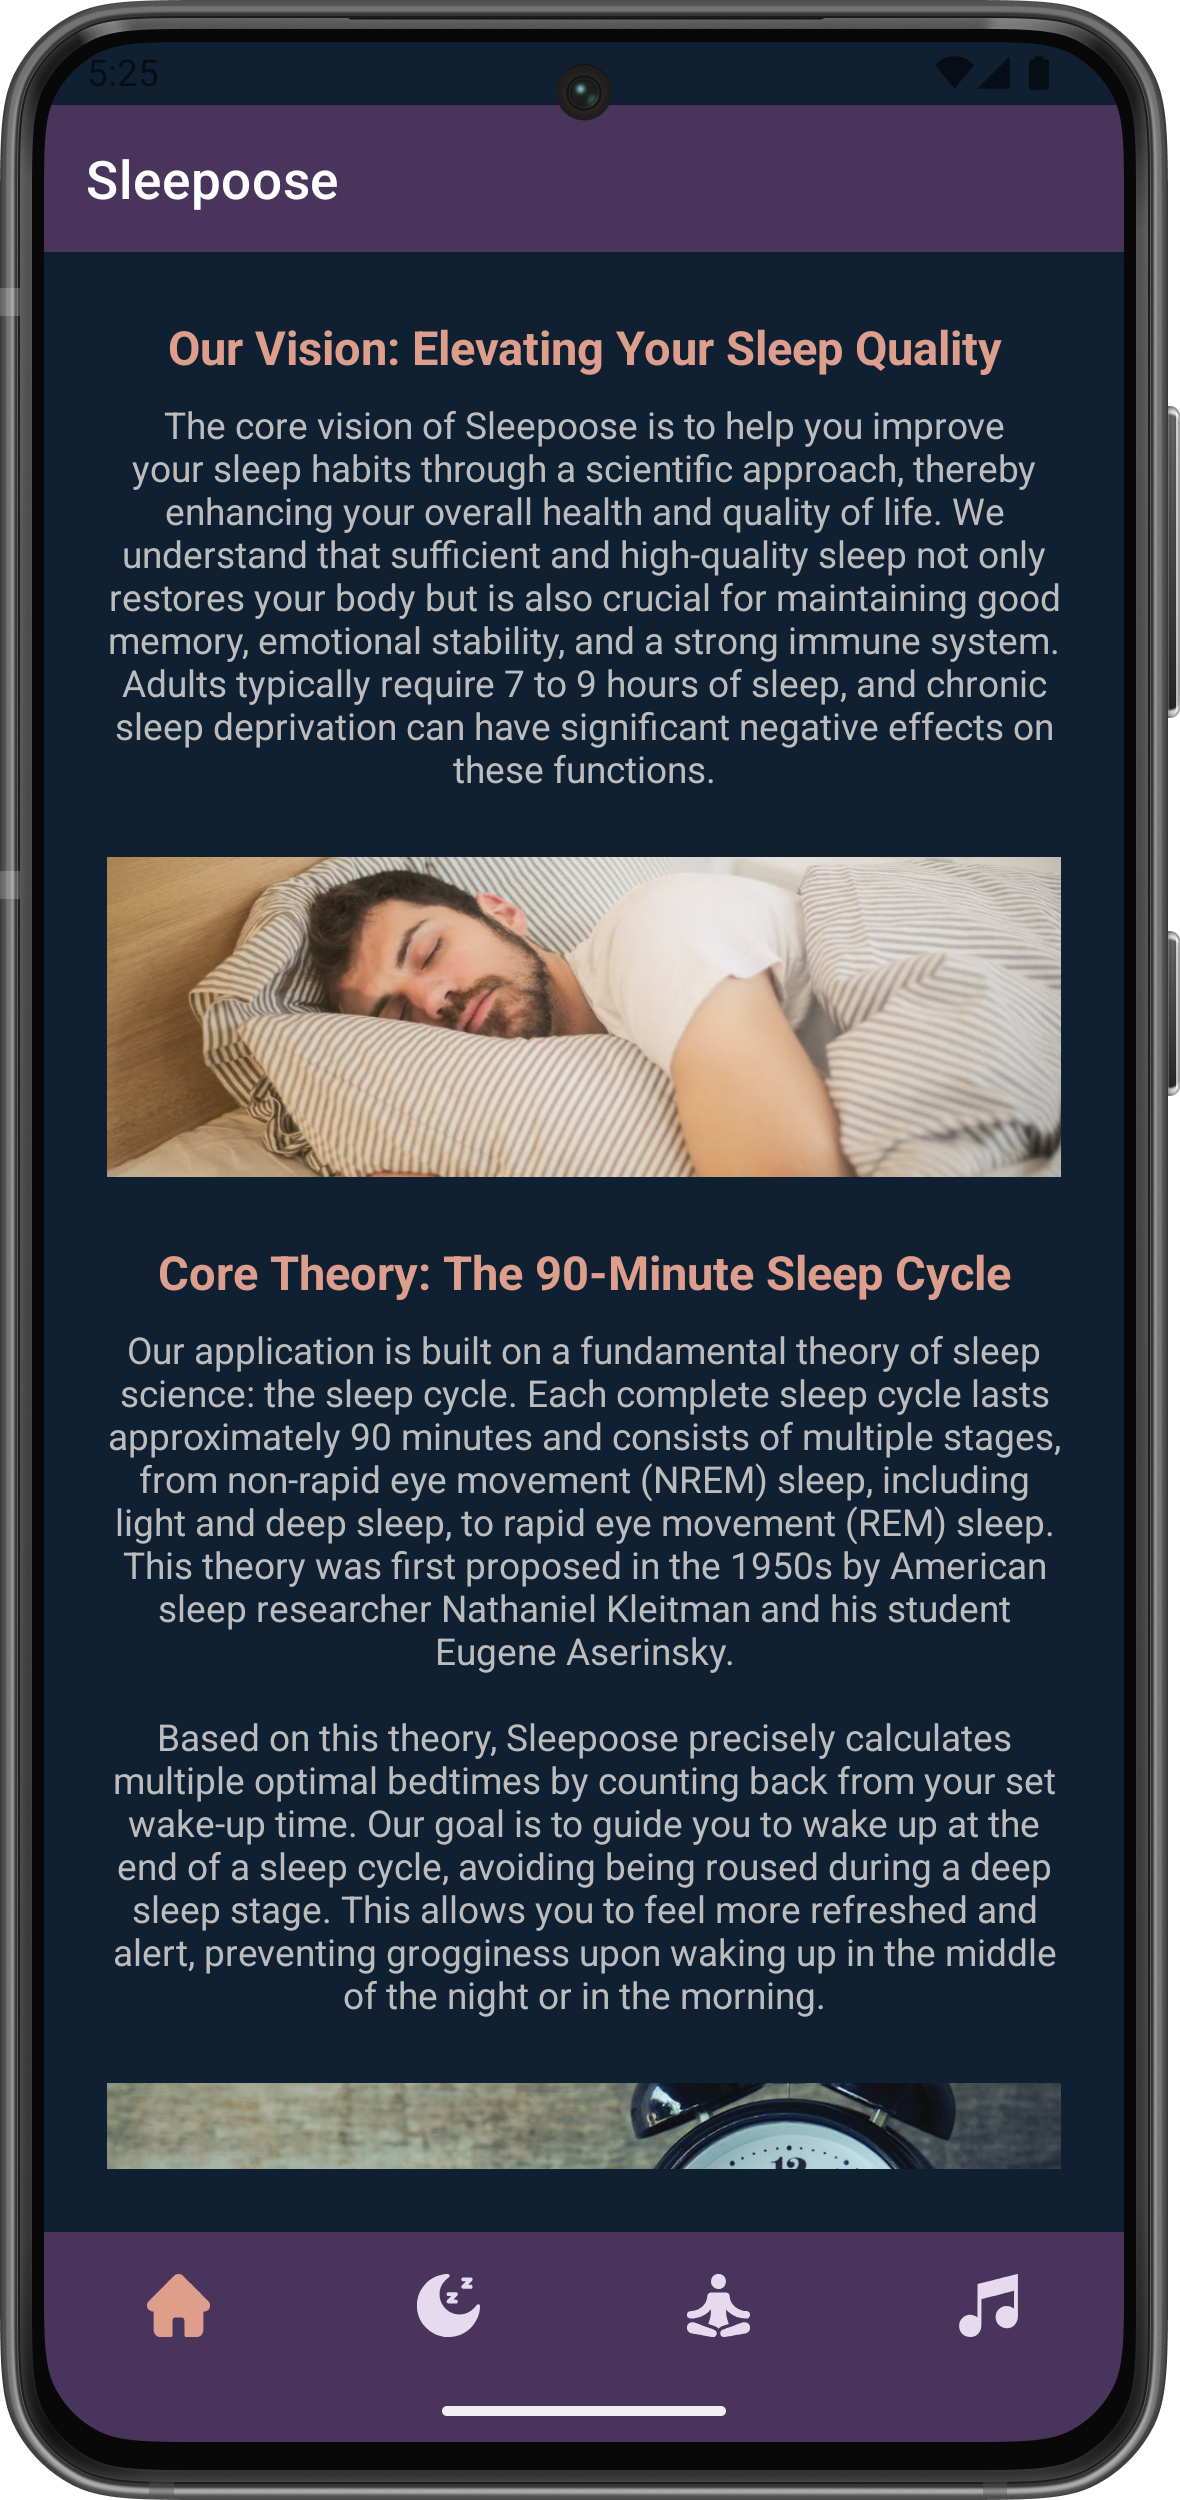 5:25
Sleepoose
Our Vision: Elevating Your Sleep Quality
The core vision of Sleepoose is to help you improve
your sleep habits through a scientific approach, thereby
enhancing your overall health and quality of life. We
understand that sufficient and high-quality sleep not only
restores your body but is also crucial for maintaining good
memory, emotional stability, and a strong immune system.
Adults typically require 7 to 9 hours of sleep, and chronic
sleep deprivation can have significant negative effects on
these functions.
Core Theory: The 90-Minute Sleep Cycle
Our application is built on a fundamental theory of sleep
science: the sleep cycle. Each complete sleep cycle lasts
approximately 90 minutes and consists of multiple stages,
from non-rapid eye movement (NREM) sleep, including
light and deep sleep, to rapid eye movement (REM) sleep.
This theory was first proposed in the 1950s by American
sleep researcher Nathaniel Kleitman and his student
Eugene Aserinsky.
Based on this theory, Sleepoose precisely calculates
multiple optimal bedtimes by counting back from your set
wake-up time. Our goal is to guide you to wake up at the
end of a sleep cycle, avoiding being roused during a deep
sleep stage. This allows you to feel more refreshed and
alert, preventing grogginess upon waking up in the middle
of the night or in the morning.
12